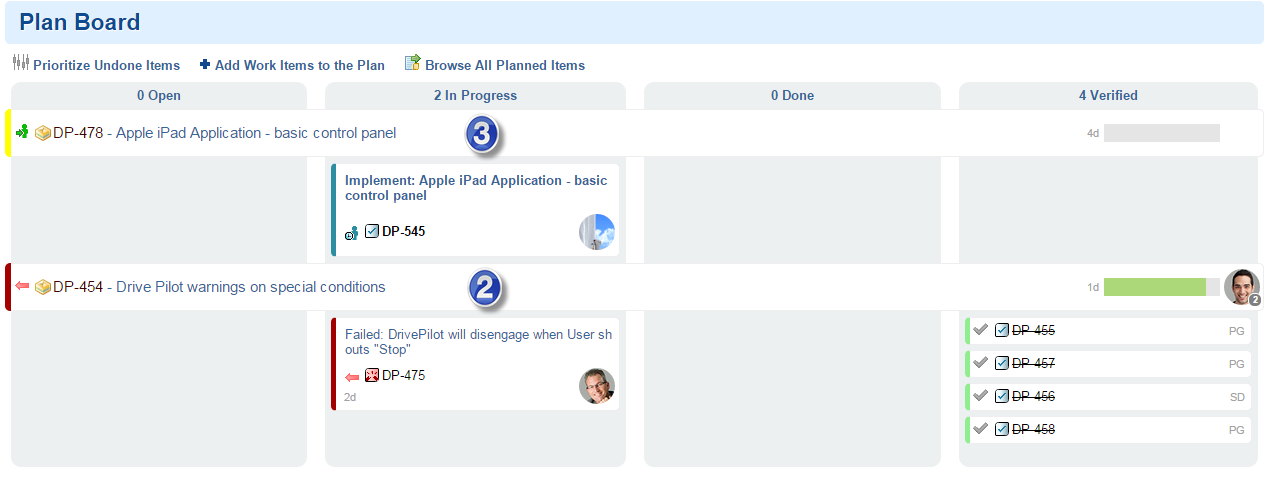 Plan Board
Prioritize Undone Items Add Work Items to the Plan Browse All Planned Items
0 Open 2 In Progress 0 Done 4 Verified
DP-478 - Apple iPad Application - basic control panel 3 4d
Implement: Apple iPad Application - basic
control panel
DP-545
DP-454 - Drive Pilot warnings on special conditions 2 1d 2
Failed: DrivePilot will disengage when User sh
outs "Stop"
DP-475
2d
DP-455 PG
DP-457 PG
DP-456 SD
DP-458 PG